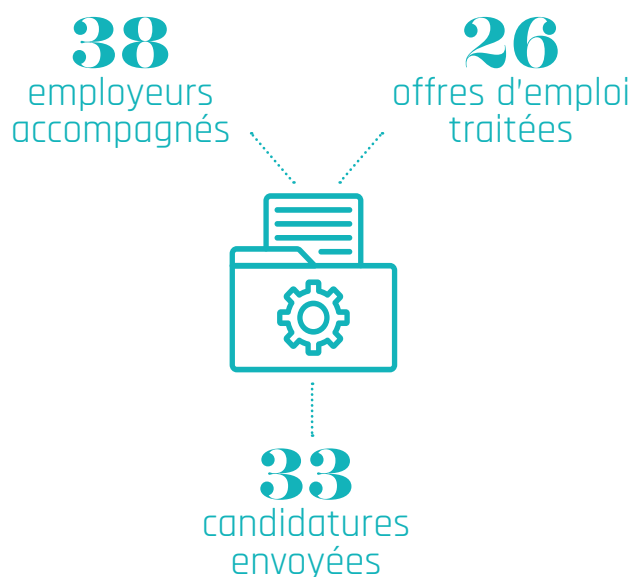 38
employeurs
accompagnés
26
offres d'emploi
traitées
33
candidatures
envoyées